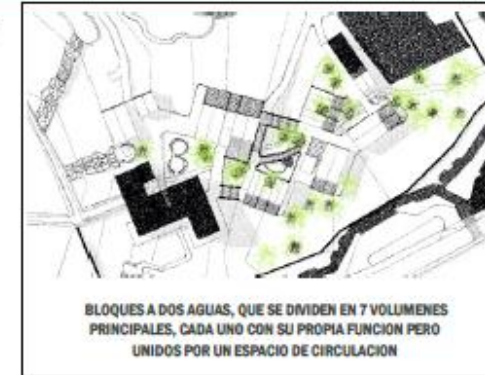 BLOQUES A DOS AGUAS, QUE SE DIVIDEN EN 7 VOLUMENES
PRINCIPALES, CADA UNO CON SU PROPIA FUNCION PERO
UNIDOS POR UN ESPACIO DE CIRCULACION